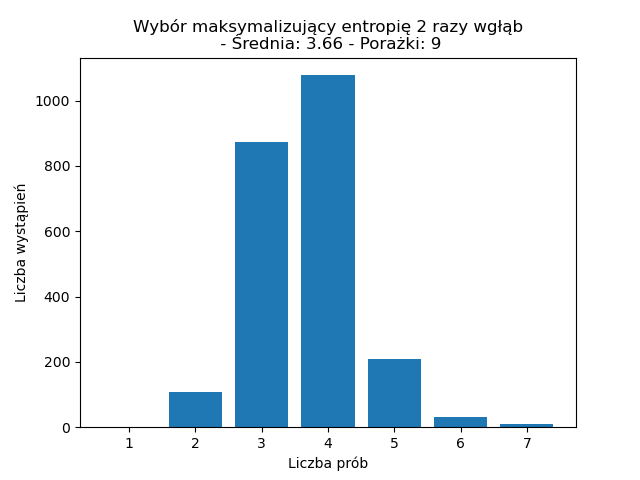 Wybór maksymalizujący entropię 2 razy wgłąb
- Średnia: 3.66 - Porażki: 9
Liczba wystąpień
1000
800
600
400
200
0
1 2 3 4 5 6 7
Liczba prób